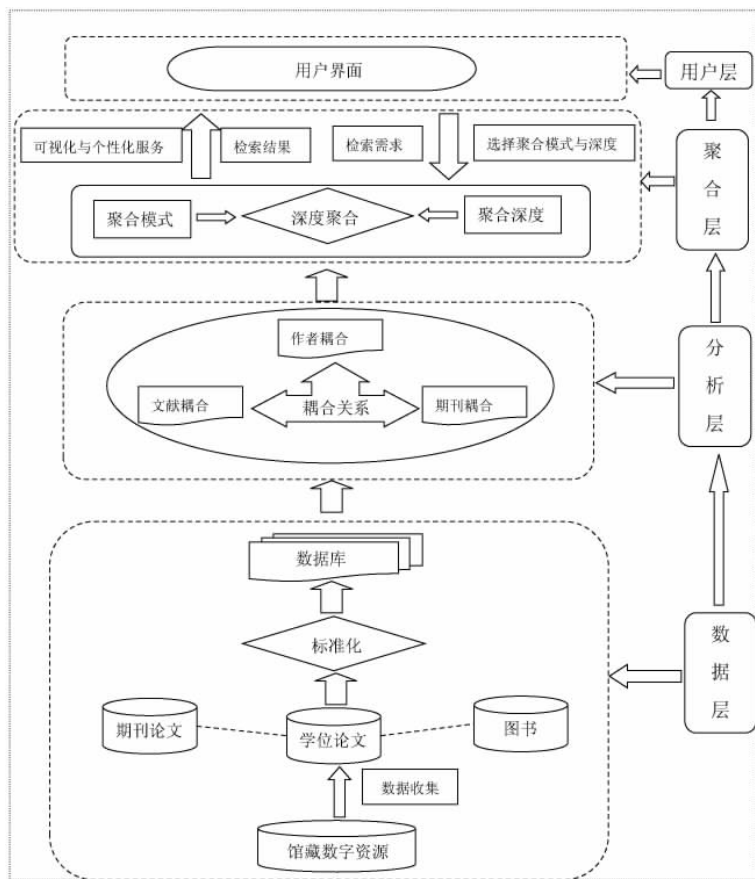 用户界面
用户层
可视化与个性化服务
检索结果
检索需求
选择聚合模式与深度
聚合层
聚合模式
深度聚合
聚合深度
作者耦合
文献耦合
耦合关系
期刊耦合
分析层
数据库
标准化
数据层
期刊论文
学位论文
图书
数据收集
馆藏数字资源